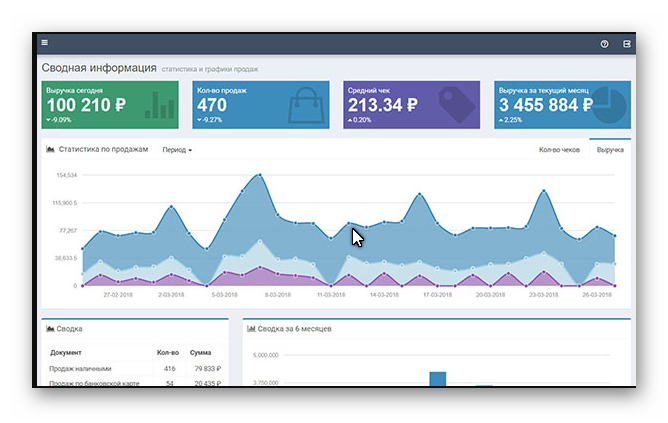 Сводная информация статистика и графики продаж
Выручка сегодня
100 210 ₽
-9.09%
Кол-во продаж
470
-9.27%
Средний чек
213.34 ₽
0.20%
Выручка за текущий месяц
3 455 884 ₽
2.25%
Статистика по продажам Период Кол-во чеков Выручка
154,534
115,900.5
77,267
38,633.5
0
27-02-2018 2-03-2018 5-03-2018 8-03-2018 11-03-2018 14-03-2018 17-03-2018 20-03-2018 23-03-2018 26-03-2018
Сводка
Документ Кол-во Сумма
Продаж наличными 416 79 833 ₽
Продаж по банковской карте 54 20 435 ₽
Сводка за 6 месяцев
5,000,000
3,750,000